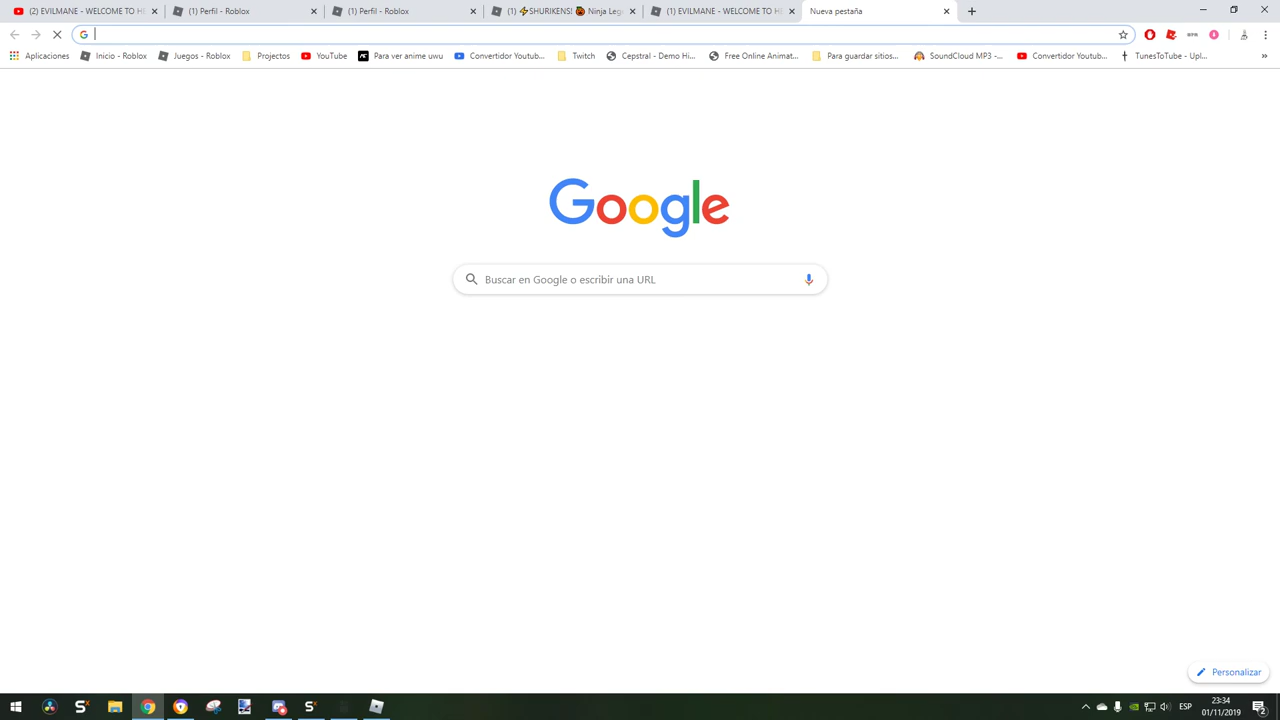 (2) EVILMANE - WELCOME TO HE
(1) Perfil - Roblox
(1) Perfil - Roblox
(1) ⚡SHURIKENS! 🎃 Ninja Leg
(1) EVILMANE - WELCOME TO HE
Nueva pestaña
Aplicaciones
Inicio - Roblox
Juegos - Roblox
Projectos
YouTube
Para ver anime uwu
Convertidor Youtub...
Twitch
Cepstral - Demo Hi...
Free Online Animat...
Para guardar sitios...
SoundCloud MP3 -...
Convertidor Youtub...
TunesToTube - Upl...
Google
Buscar en Google o escribir una URL
Personalizar
ESP
23:34
01/11/2019
2